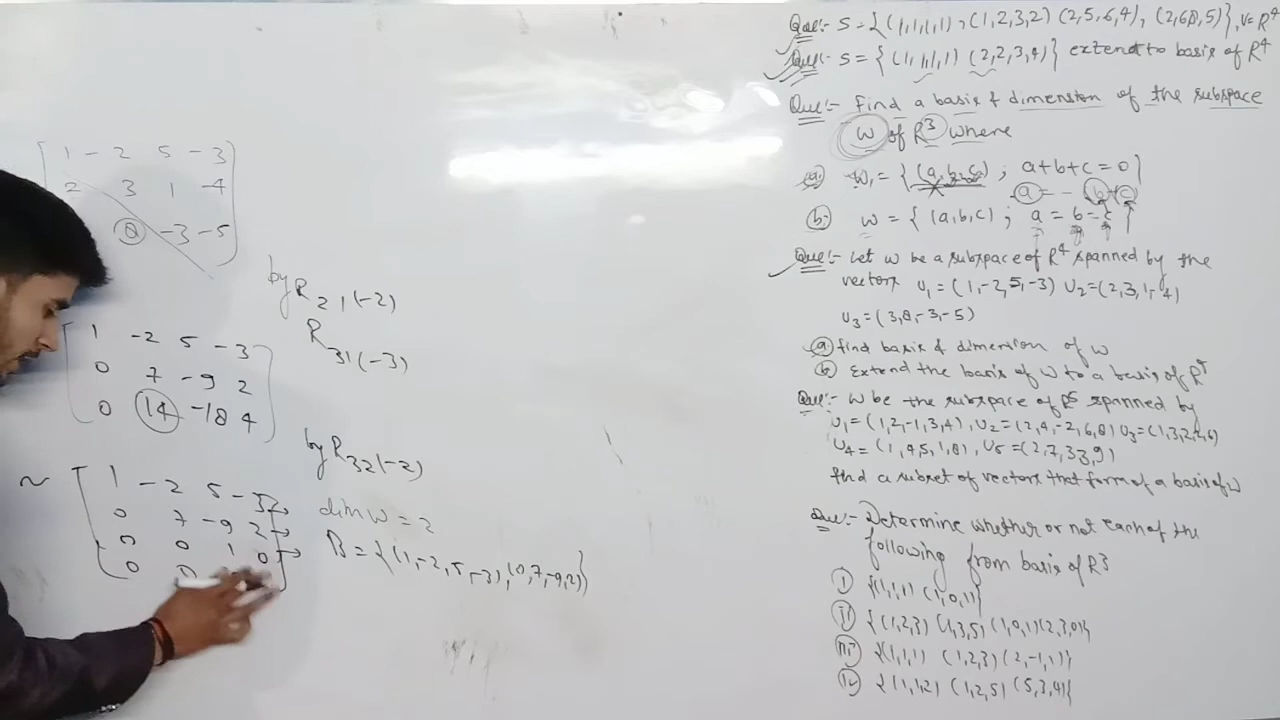 1 -2 5 -3
2 3 1 -4
8 -3 -5
by R21(-2)
R31(-3)
1 -2 5 -3
0 7 -9 2
0 14 -18 4
by R32(-2)
~ 1 -2 5 -3
0 7 -9 2
0 0 1 0
0 0
dim W = 2
B = {(1,-2,5,-3),(0,7,-9,2)}
Que:- S = {(1,1,1,1), (1,2,3,2) (2,5,6,4), (2,6,8,5)}, V=R⁴
Que:- S = {(1,1,1,1) (2,2,3,4)} extend to basis of R⁴
Que:- Find a basis & dimension of the subspace
W of R³ where
(a) W₁ = {(a,b,c) ; a+b+c=0}
a = -b-c
(b) W = {(a,b,c) ; a = b = c}
Que:- Let W be a subspace of R⁴ spanned by the
vectors U₁ = (1,-2,5,-3) U₂=(2,3,1,-4)
U₃=(3,8,-3,-5)
(a) find basis & dimension of W
(b) Extend the basis of W to a basis of R⁴
Que:- W be the subspace of R⁵ spanned by
U₁=(1,2,-1,3,4), U₂=(2,4,-2,6,8) U₃=(1,3,2,2,6)
U₄=(1,4,5,1,8), U₅=(2,7,3,3,9)
find a subset of vectors that form of a basis of W
Que:- Determine whether or not each of the
following from basis of R³
i) {(1,1,1) (1,0,1)}
ii) {(1,2,3) (1,3,5) (1,0,1)(2,3,0)}
iii) {(1,1,1) (1,2,3) (2,-1,1)}
iv) {(1,1,2) (1,2,5) (5,3,4)}